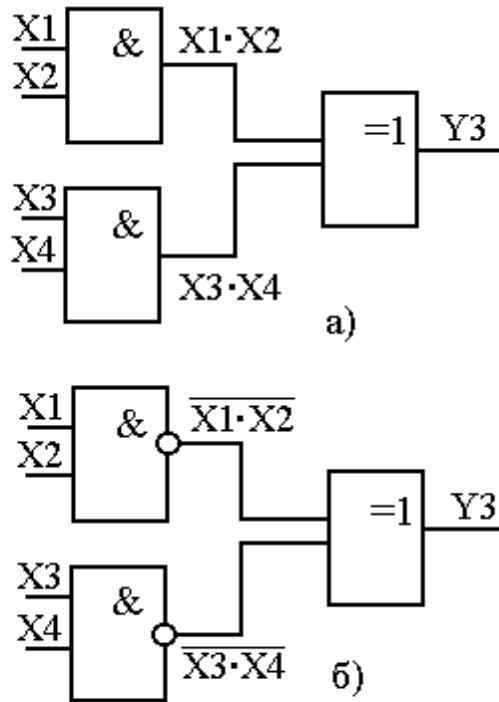 X1
X2
&
X1·X2
=1
Y3
X3
X4
&
X3·X4
а)
X1
X2
&
X1·X2
=1
Y3
X3
X4
&
X3·X4
б)